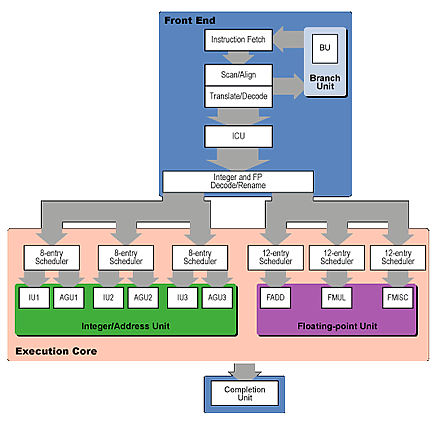 Front End
Instruction Fetch
BU
Branch
Unit
Scan/Align
Translate/Decode
ICU
Integer and FP
Decode/Rename
8-entry
Scheduler
8-entry
Scheduler
8-entry
Scheduler
12-entry
Scheduler
12-entry
Scheduler
12-entry
Scheduler
IU1
AGU1
IU2
AGU2
IU3
AGU3
FADD
FMUL
FMISC
Integer/Address Unit
Floating-point Unit
Execution Core
Completion
Unit